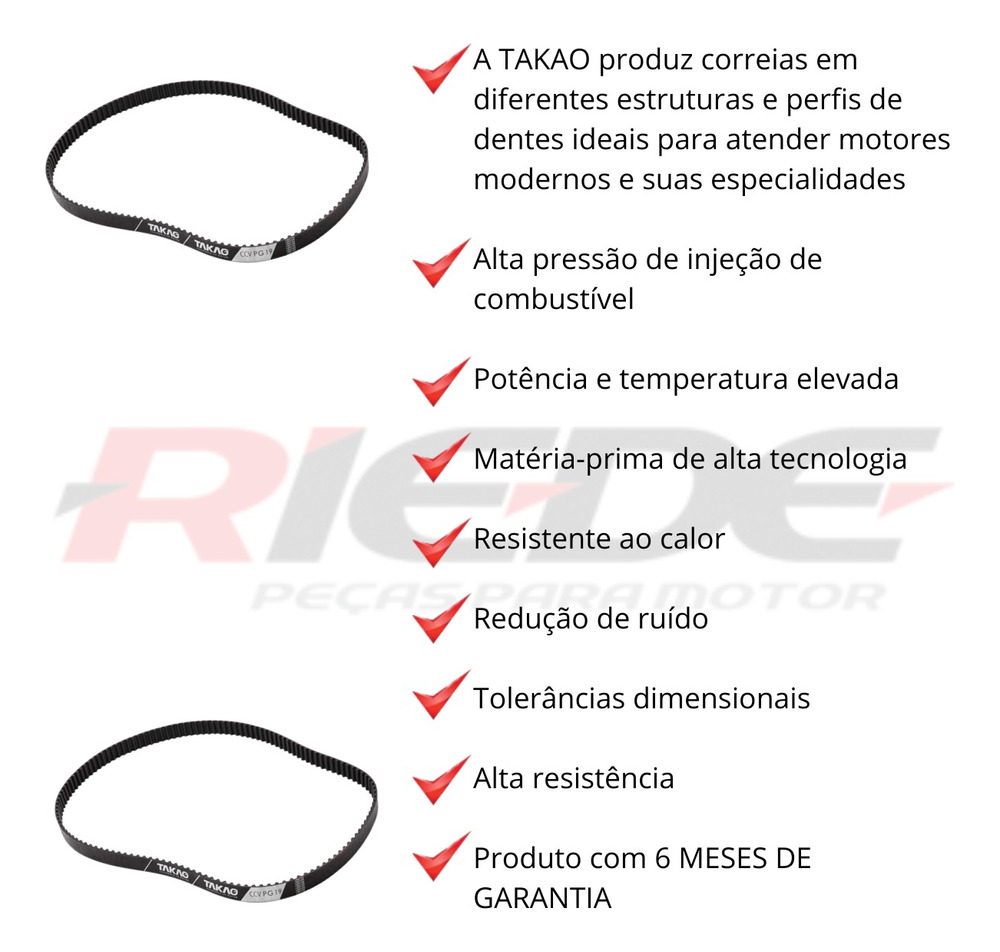 A TAKAO produz correias em
diferentes estruturas e perfis de
dentes ideais para atender motores
modernos e suas especialidades
TAKAO TAKAO CCVPG19
Alta pressão de injeção de
combustível
Potência e temperatura elevada
Matéria-prima de alta tecnologia
RIEDE
Resistente ao calor
PEÇAS PARA MOTOR
Redução de ruído
Tolerâncias dimensionais
Alta resistência
Produto com 6 MESES DE
GARANTIA
TAKAO TAKAO CCVPG19